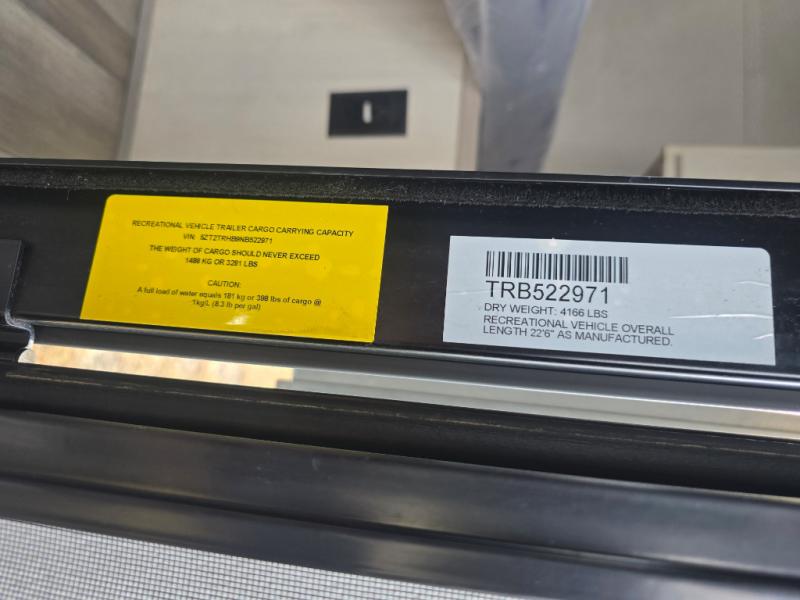 RECREATIONAL VEHICLE TRAILER CARGO CARRYING CAPACITY
VIN: 5ZT2TRHB9NB522971
THE WEIGHT OF CARGO SHOULD NEVER EXCEED
1488 KG OR 3281 LBS
CAUTION:
A full load of water equals 181 kg or 398 lbs of cargo @
1kg/L (8.3 lb per gal)
TRB522971
DRY WEIGHT: 4166 LBS
RECREATIONAL VEHICLE OVERALL
LENGTH 22'6" AS MANUFACTURED.